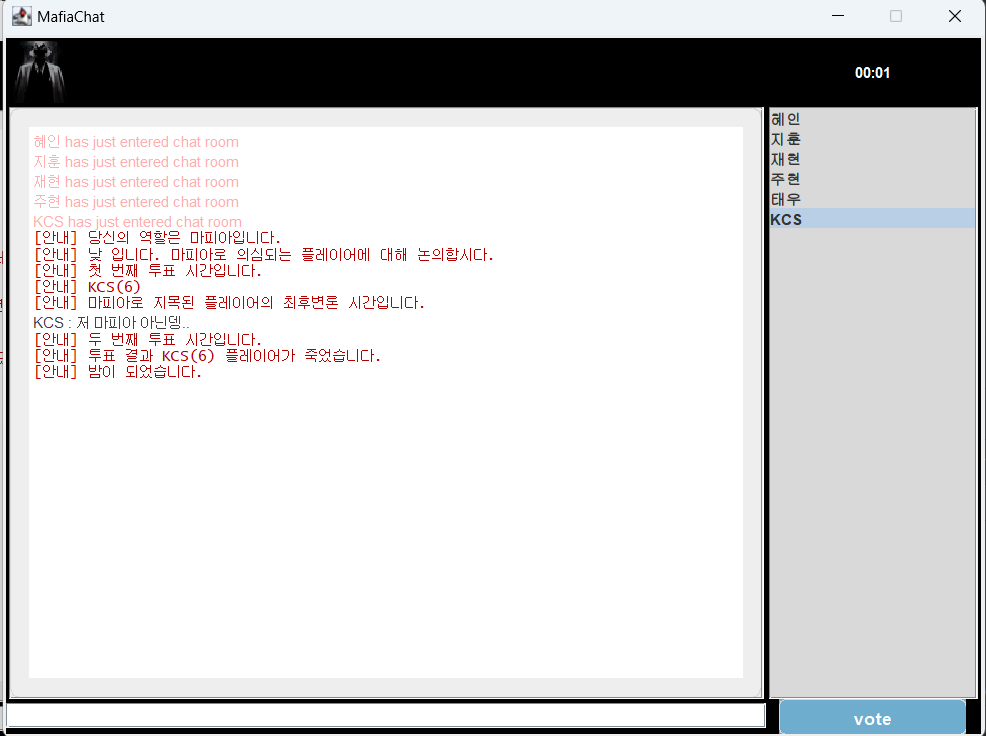 MafiaChat
00:01
혜인 has just entered chat room
지훈 has just entered chat room
재현 has just entered chat room
주현 has just entered chat room
KCS has just entered chat room
[안내] 당신의 역할은 마피아입니다.
[안내] 낮 입니다. 마피아로 의심되는 플레이어에 대해 논의합시다.
[안내] 첫 번째 투표 시간입니다.
[안내] KCS(6)
[안내] 마피아로 지목된 플레이어의 최후변론 시간입니다.
KCS : 저 마피아 아닌뎅..
[안내] 두 번째 투표 시간입니다.
[안내] 투표 결과 KCS(6) 플레이어가 죽었습니다.
[안내] 밤이 되었습니다.
혜인
지훈
재현
주현
태우
KCS
vote